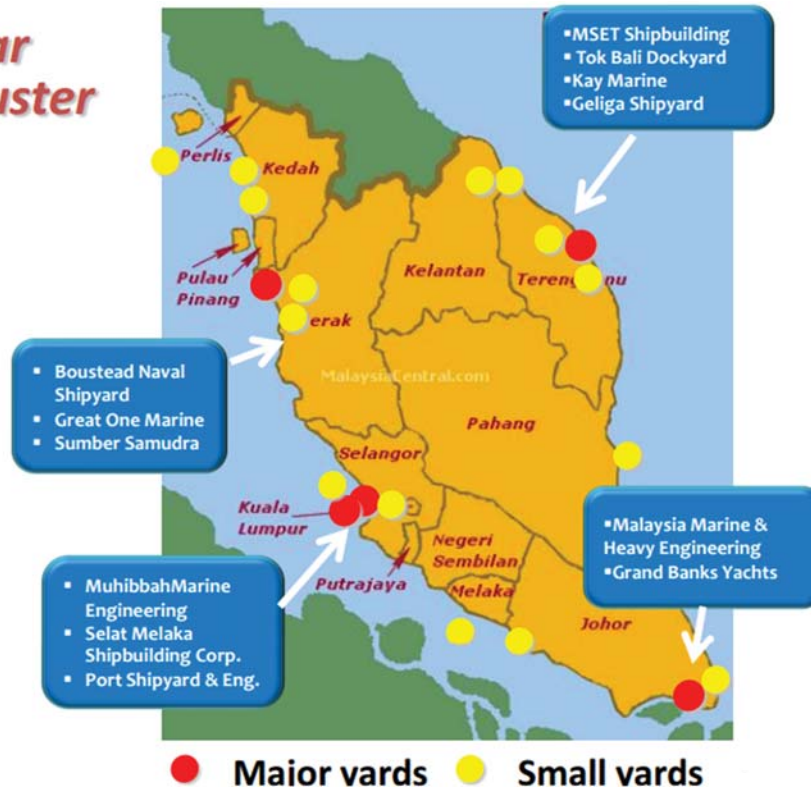 ar
uster
▪MSET Shipbuilding
▪ Tok Bali Dockyard
▪Kay Marine
▪Geliga Shipyard
Perlis
Kedah
Pulau
Pinang
Kelantan
Tereng nu
erak
▪ Boustead Naval
Shipyard
▪ Great One Marine
▪ Sumber Samudra
MalaysiaCentral.com
Pahang
Selangor
Kuala
Lumpur
Putrajaya
Negeri
Sembilan
Melaka
Johor
▪Malaysia Marine &
Heavy Engineering
▪Grand Banks Yachts
▪ MuhibbahMarine
Engineering
▪ Selat Melaka
Shipbuilding Corp.
▪ Port Shipyard & Eng.
Major yards
Small yards